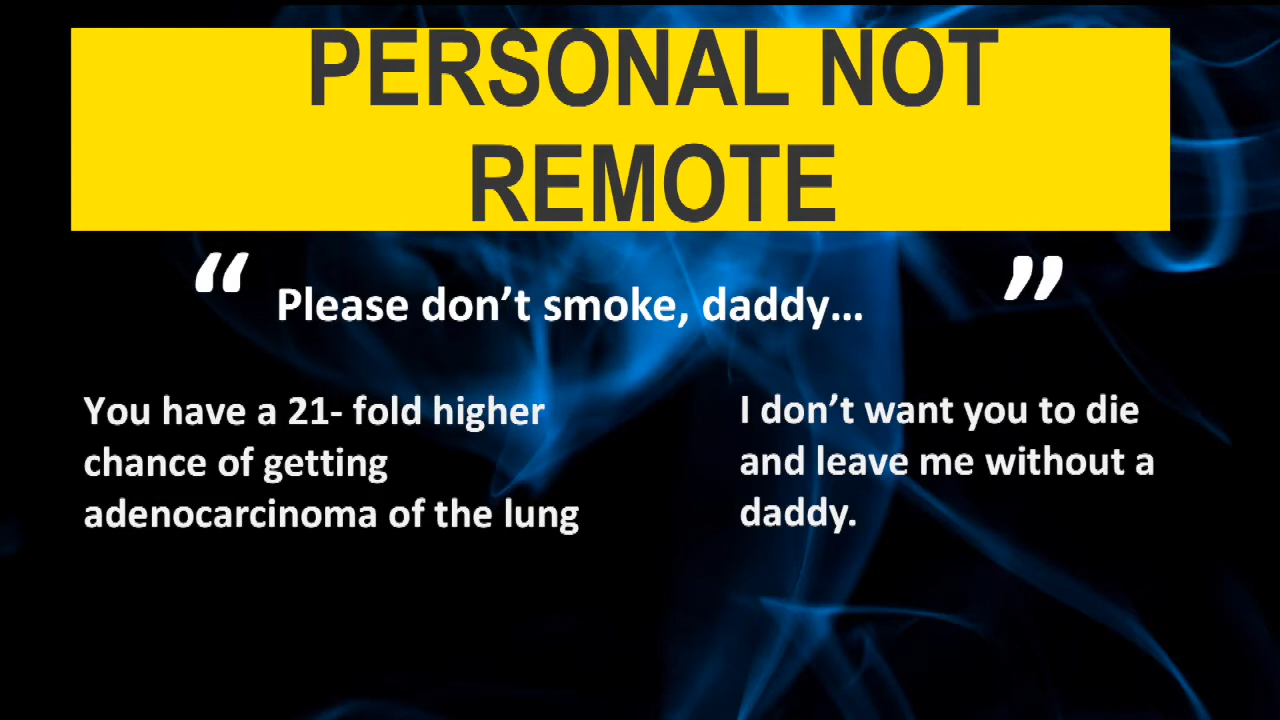 PERSONAL NOT
REMOTE
“ Please don’t smoke, daddy... ”
You have a 21- fold higher
chance of getting
adenocarcinoma of the lung
I don’t want you to die
and leave me without a
daddy.